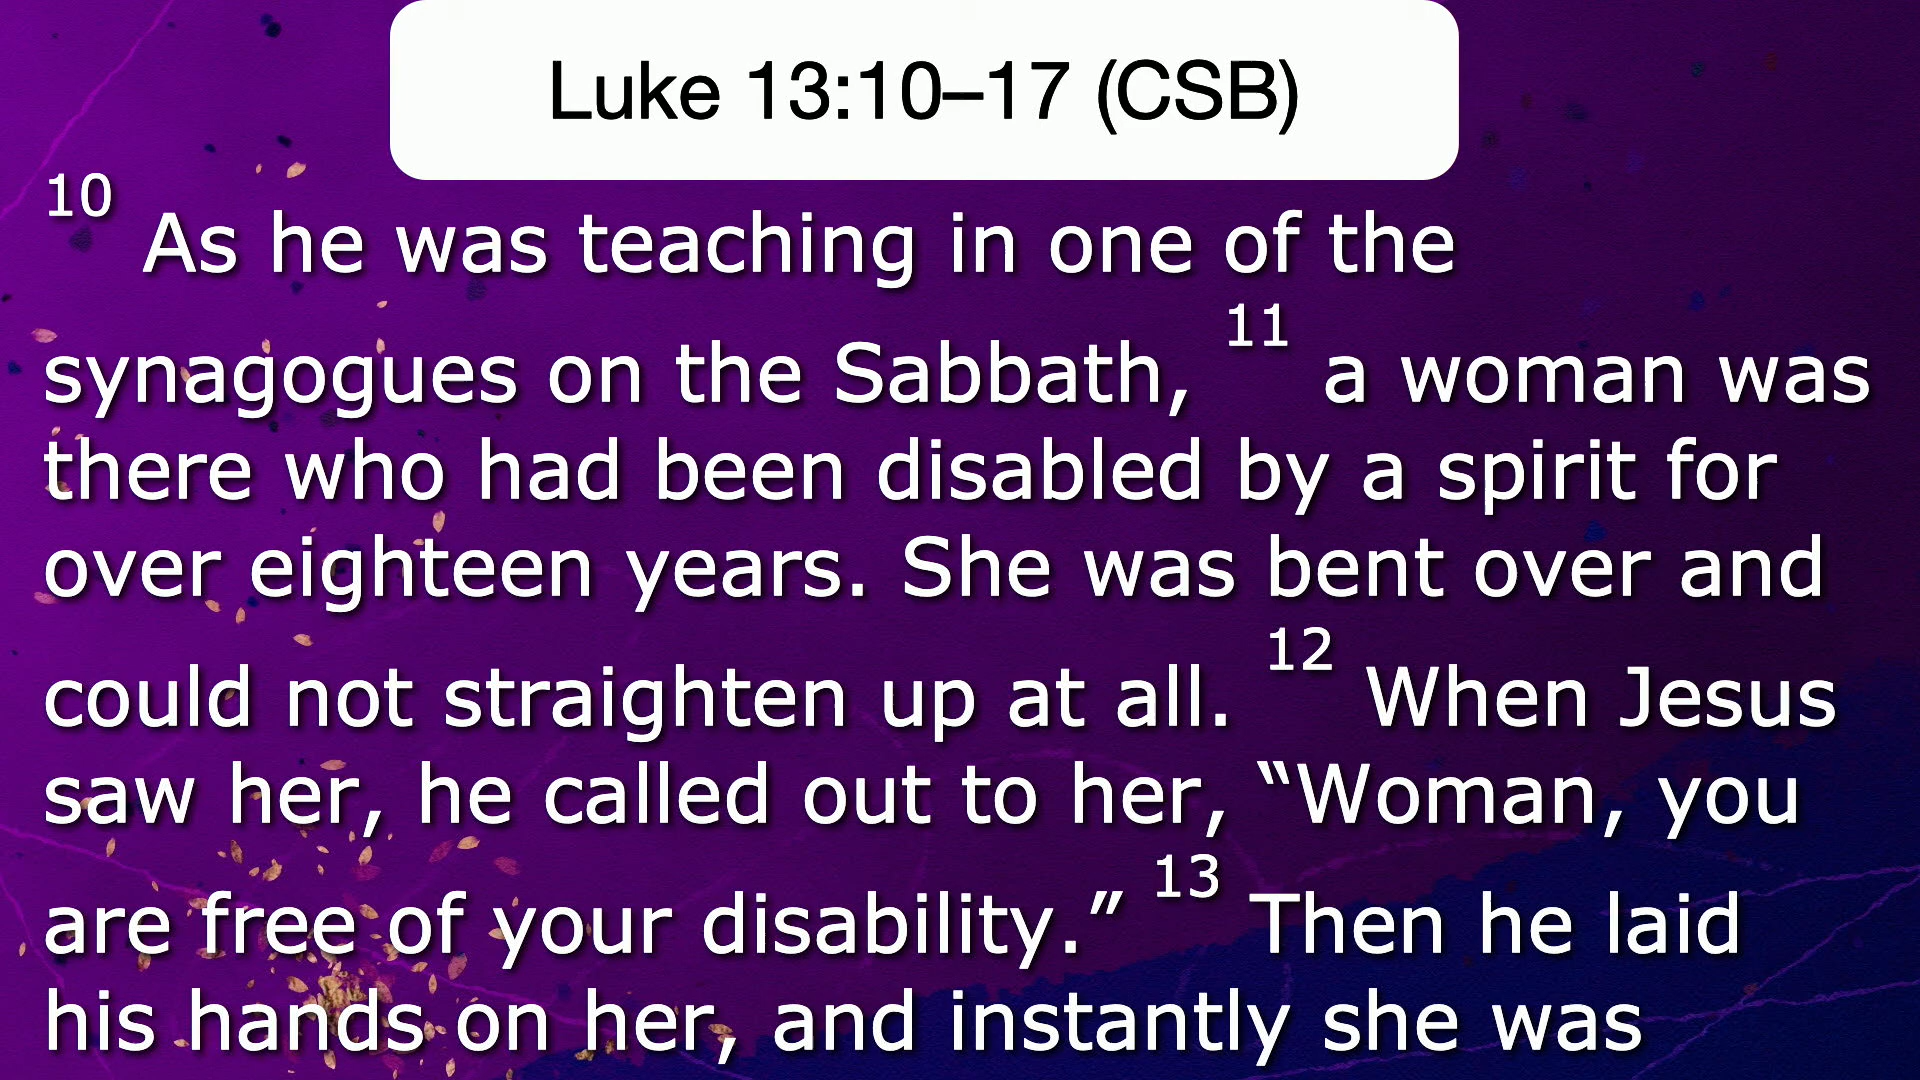 Luke 13:10–17 (CSB)
10 As he was teaching in one of the
synagogues on the Sabbath, 11 a woman was
there who had been disabled by a spirit for
over eighteen years. She was bent over and
could not straighten up at all. 12 When Jesus
saw her, he called out to her, “Woman, you
are free of your disability.” 13 Then he laid
his hands on her, and instantly she was